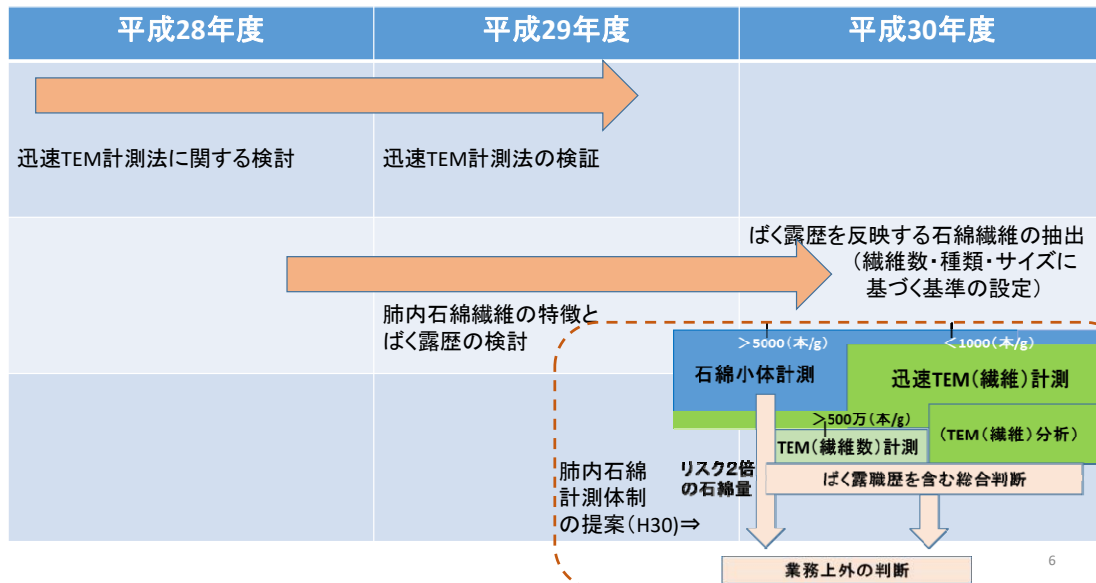 平成28年度
平成29年度
平成30年度
迅速TEM計測法に関する検討
迅速TEM計測法の検証
ばく露歴を反映する石綿繊維の抽出
（繊維数・種類・サイズに
基づく基準の設定）
肺内石綿繊維の特徴と
ばく露歴の検討
＞5000（本/g）
＜1000（本/g）
石綿小体計測
迅速TEM（繊維）計測
＞500万（本/g）
TEM（繊維数）計測
（TEM（繊維）分析）
肺内石綿
計測体制
の提案（H30）⇒
リスク2倍
の石綿量
ばく露職歴を含む総合判断
業務上外の判断
6